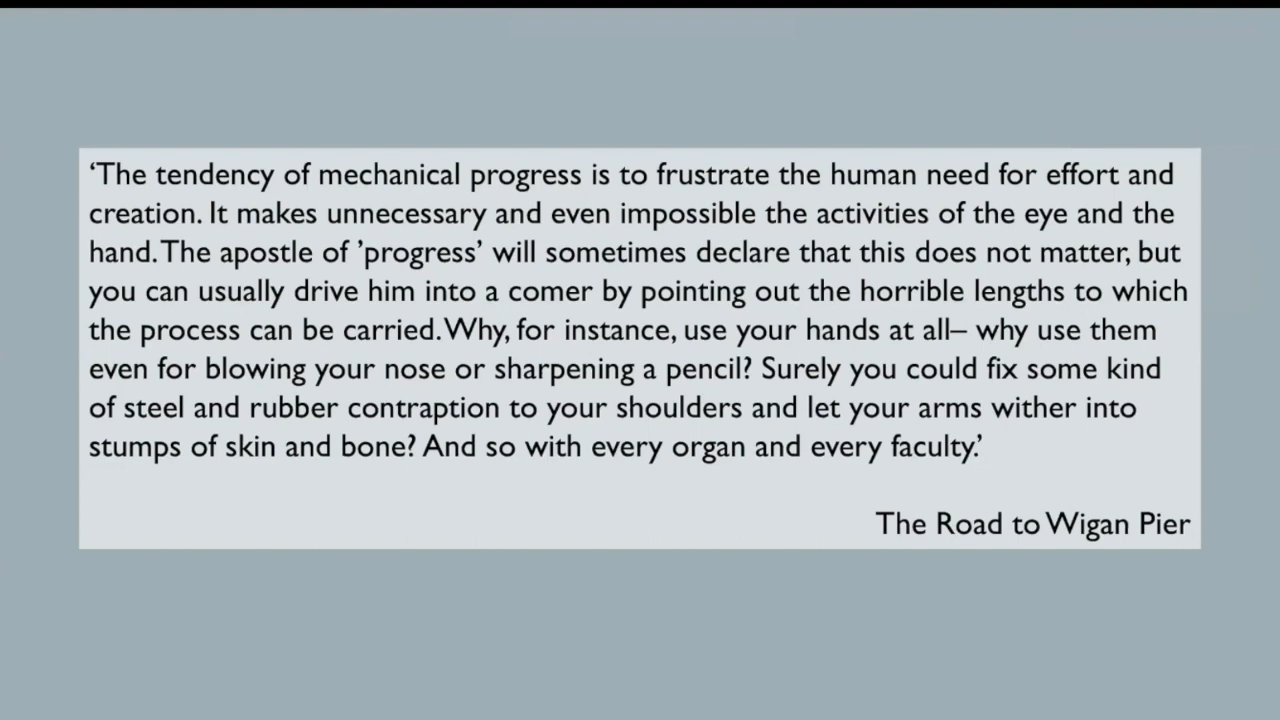 ‘The tendency of mechanical progress is to frustrate the human need for effort and
creation. It makes unnecessary and even impossible the activities of the eye and the
hand. The apostle of ’progress’ will sometimes declare that this does not matter, but
you can usually drive him into a comer by pointing out the horrible lengths to which
the process can be carried. Why, for instance, use your hands at all– why use them
even for blowing your nose or sharpening a pencil? Surely you could fix some kind
of steel and rubber contraption to your shoulders and let your arms wither into
stumps of skin and bone? And so with every organ and every faculty.’
The Road to Wigan Pier